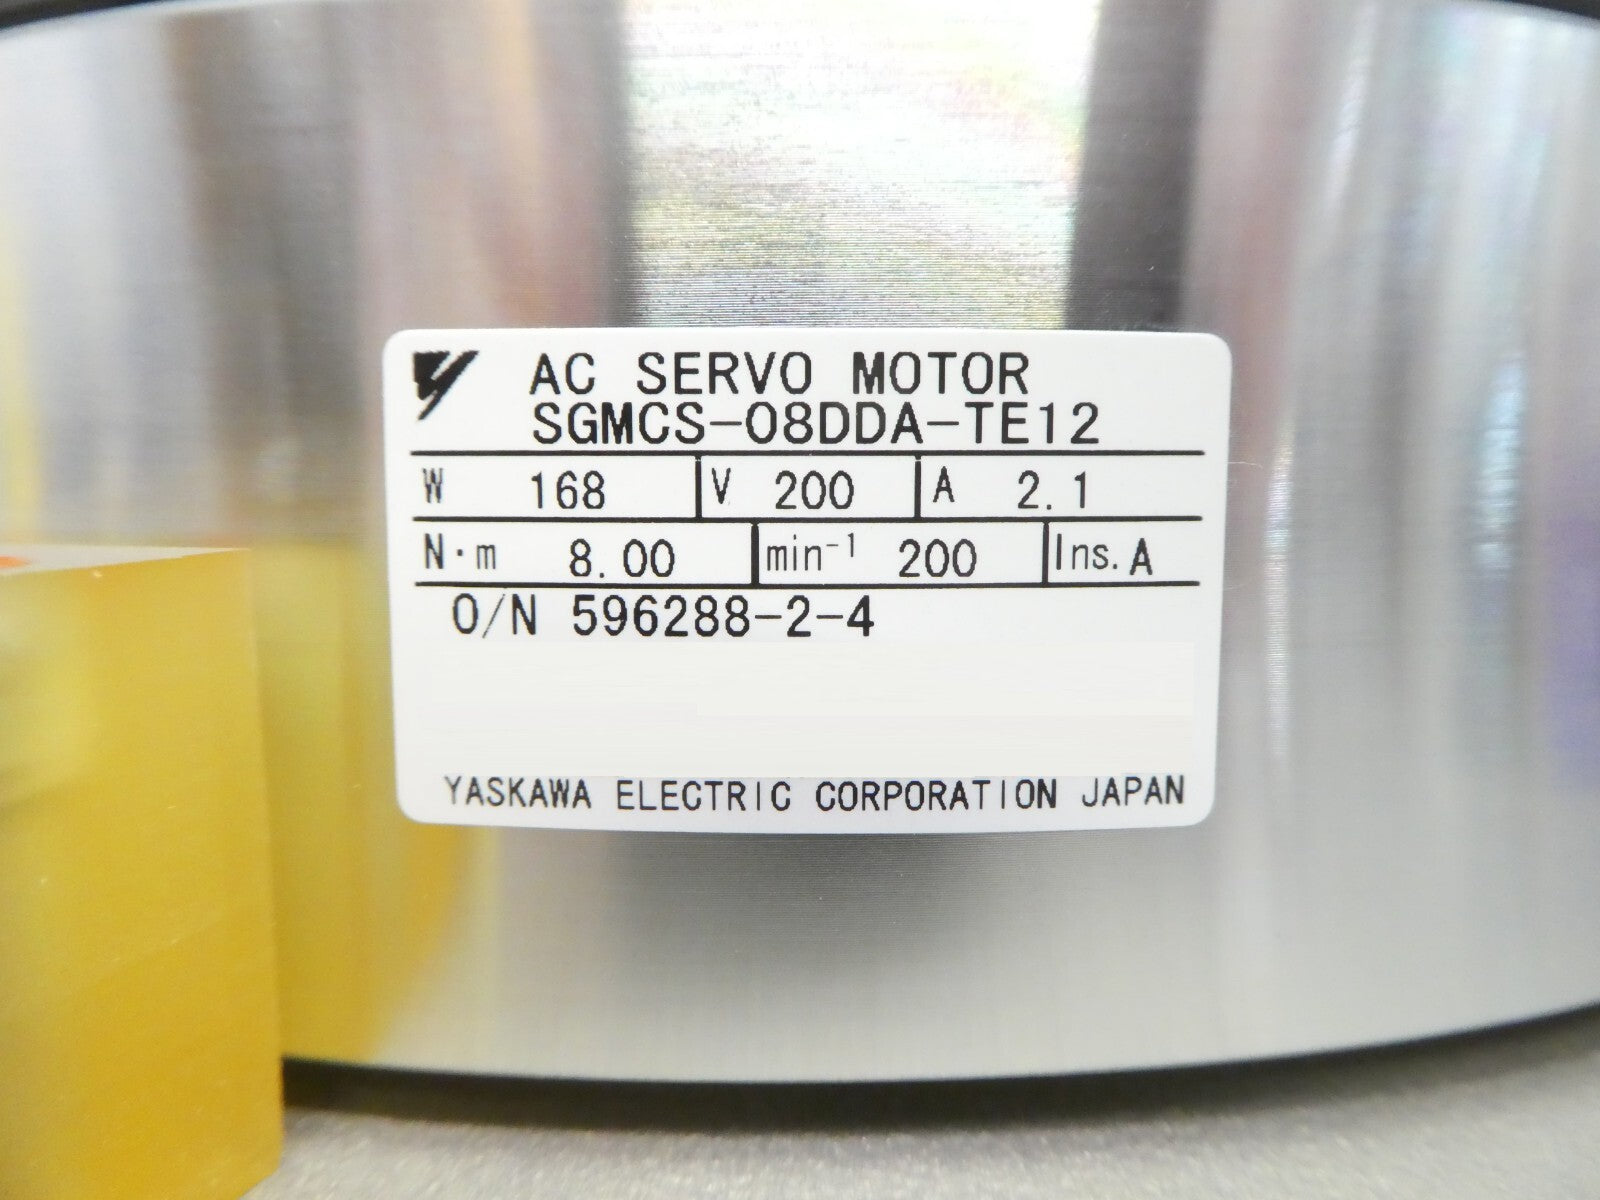 AC SERVO MOTOR
SGMCS-08DDA-TE12
W 168 V 200 A 2.1
N·m 8.00 min⁻¹ 200 Ins. A
O/N 596288-2-4
YASKAWA ELECTRIC CORPORATION JAPAN